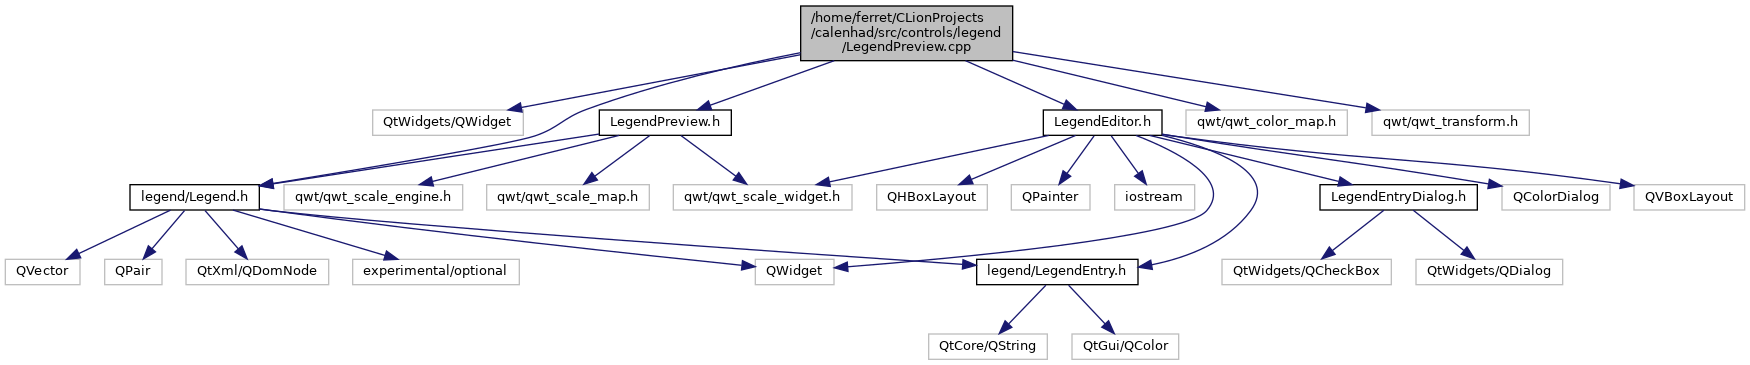 /home/ferret/CLionProjects
/calenhad/src/controls/legend
/LegendPreview.cpp
QtWidgets/QWidget
LegendPreview.h
LegendEditor.h
qwt/qwt_color_map.h
qwt/qwt_transform.h
legend/Legend.h
qwt/qwt_scale_engine.h
qwt/qwt_scale_map.h
qwt/qwt_scale_widget.h
QHBoxLayout
QPainter
iostream
LegendEntryDialog.h
QColorDialog
QVBoxLayout
QVector
QPair
QtXml/QDomNode
experimental/optional
QWidget
legend/LegendEntry.h
QtWidgets/QCheckBox
QtWidgets/QDialog
QtCore/QString
QtGui/QColor